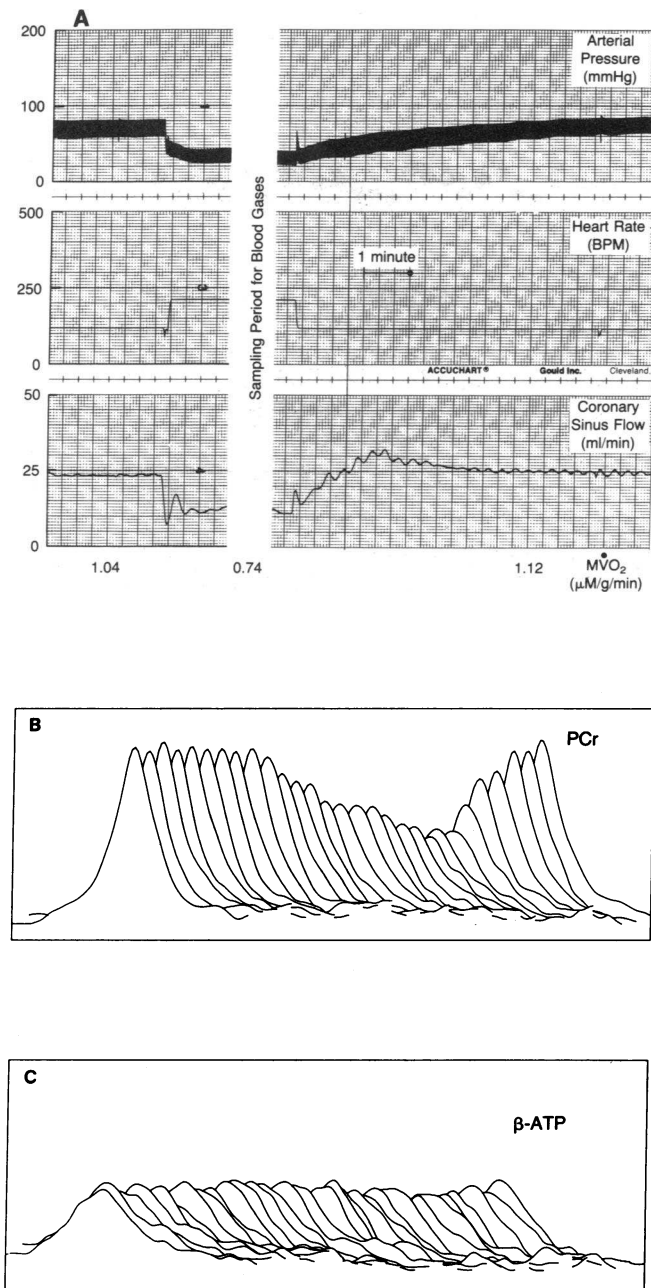 A
200
100
0
Arterial
Pressure
(mmHg)
500
250
0
Heart Rate
(BPM)
1 minute
Sampling Period for Blood Gases
ACCUCHART® Gould Inc. Cleveland,
50
25
0
Coronary
Sinus Flow
(ml/min)
1.04 0.74 1.12 MV̇O₂
(μM/g/min)
B
PCr
C
β-ATP